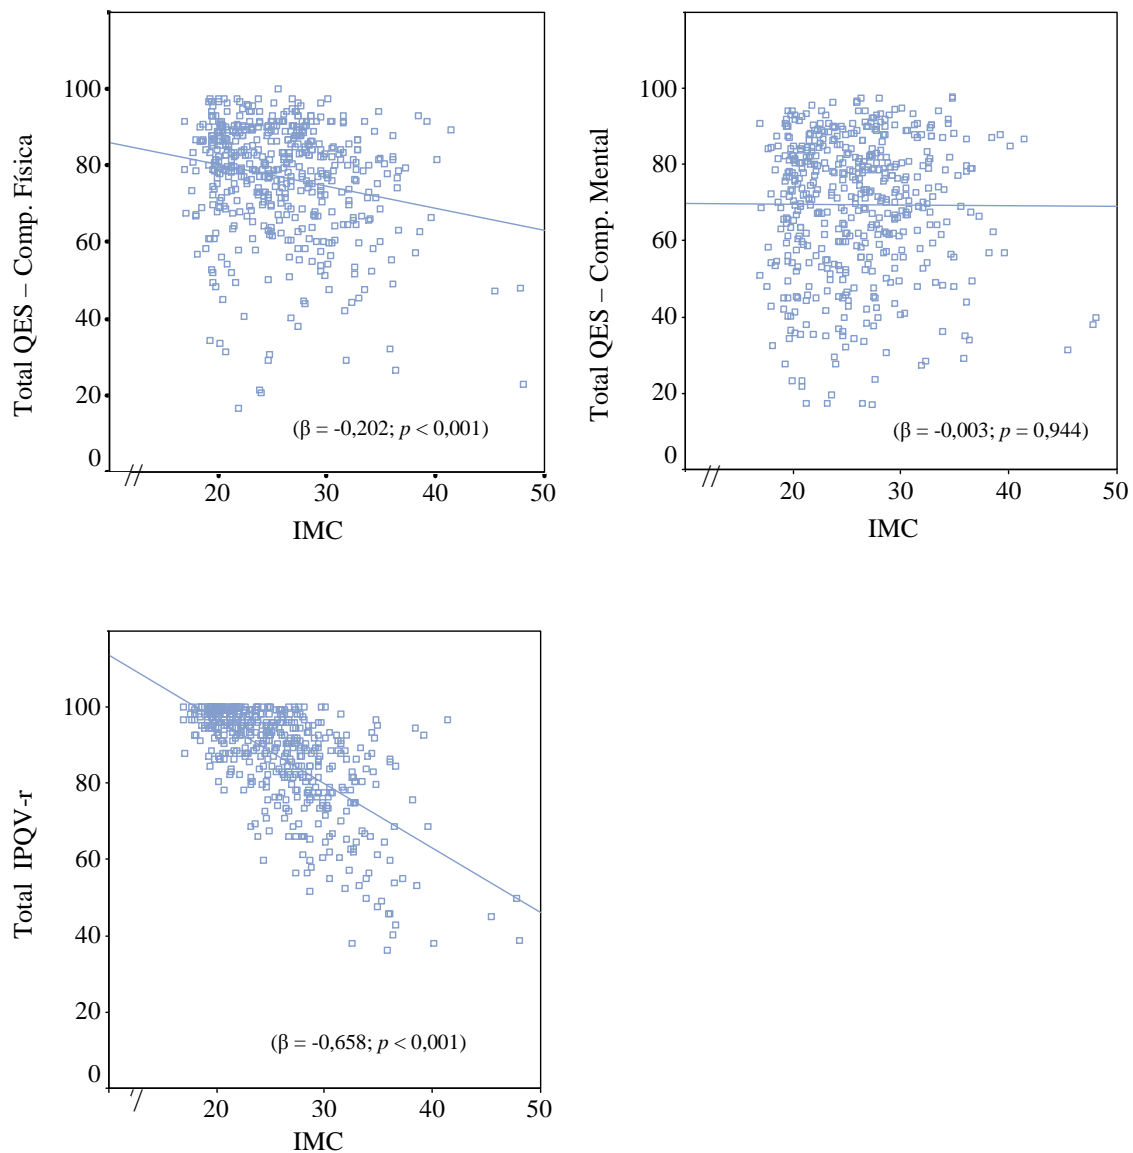 Total QES – Comp. Física
100
80
60
40
20
0
(β = -0,202; p < 0,001)
20 30 40 50
IMC
Total QES – Comp. Mental
100
80
60
40
20
0
(β = -0,003; p = 0,944)
20 30 40 50
IMC
Total IPQV-r
100
80
60
40
20
0
(β = -0,658; p < 0,001)
20 30 40 50
IMC